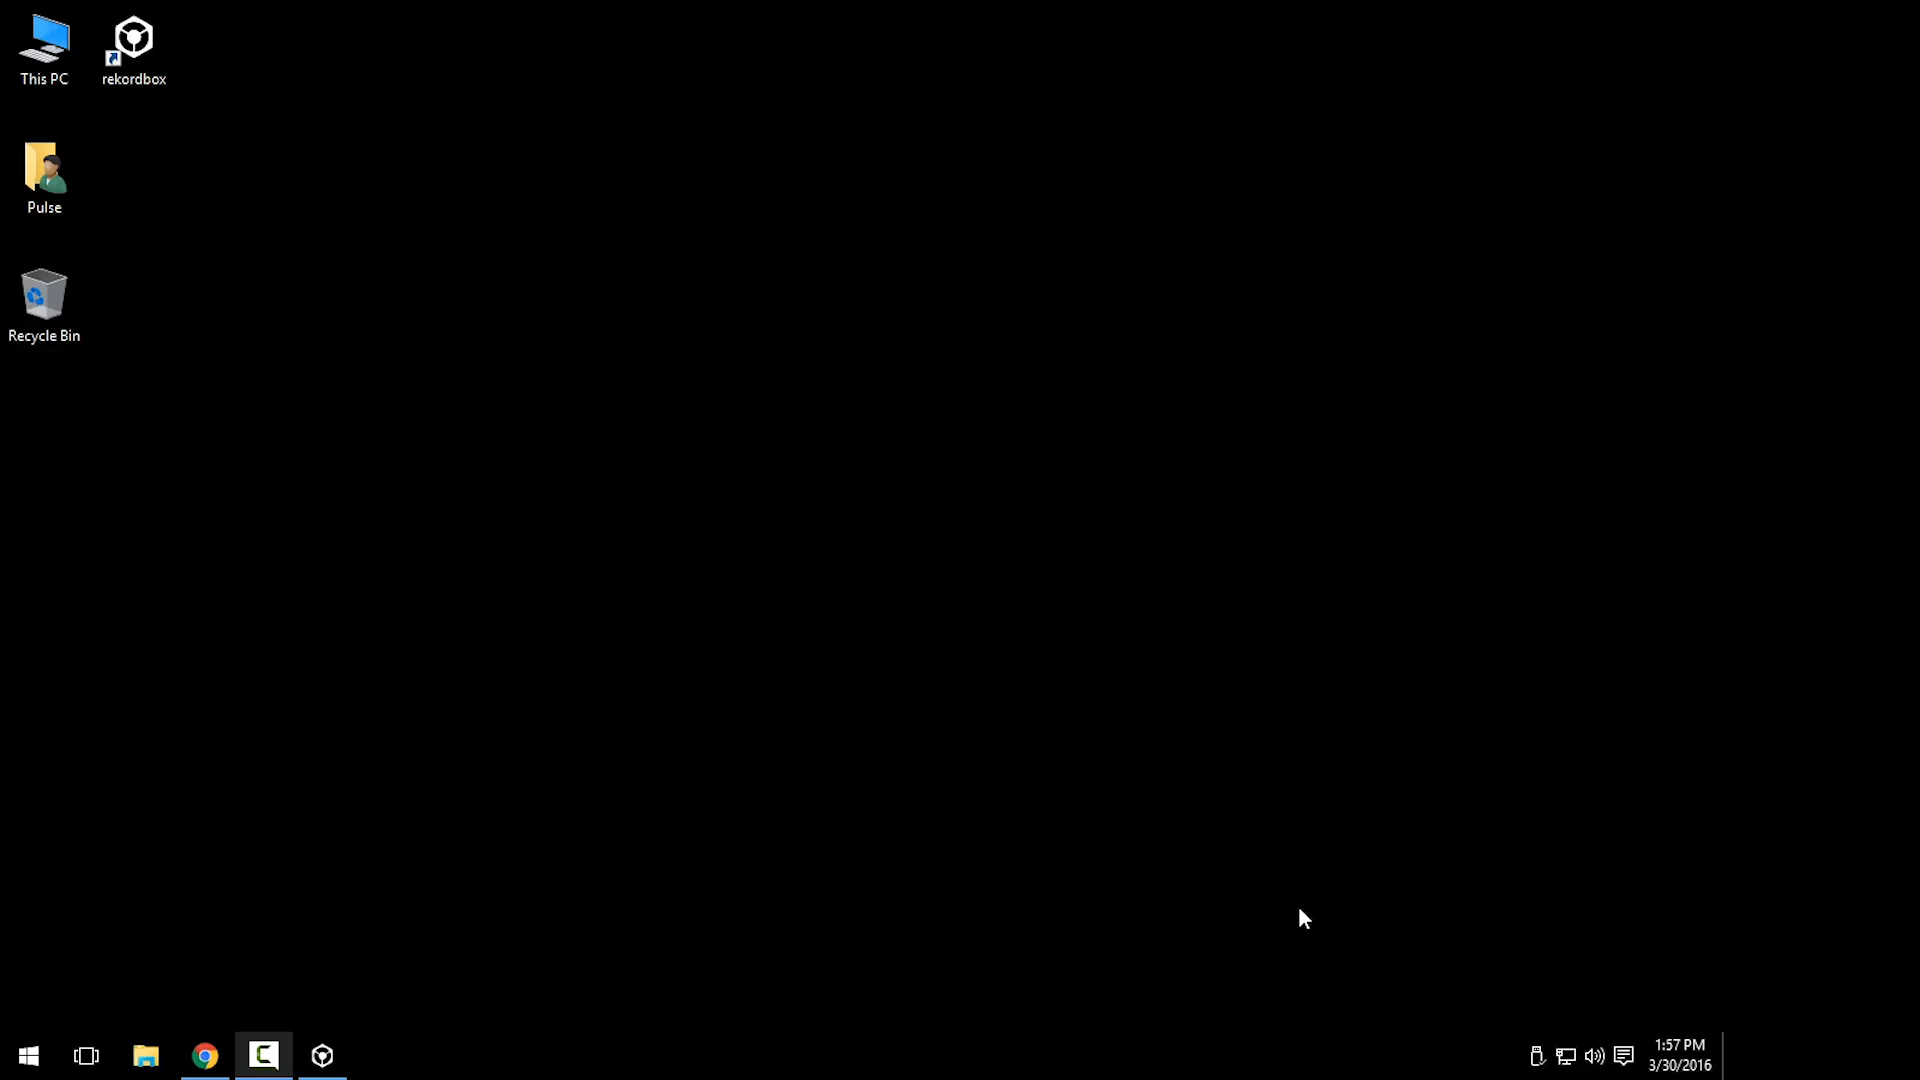 This PC
rekordbox
Pulse
Recycle Bin
1:57 PM
3/30/2016